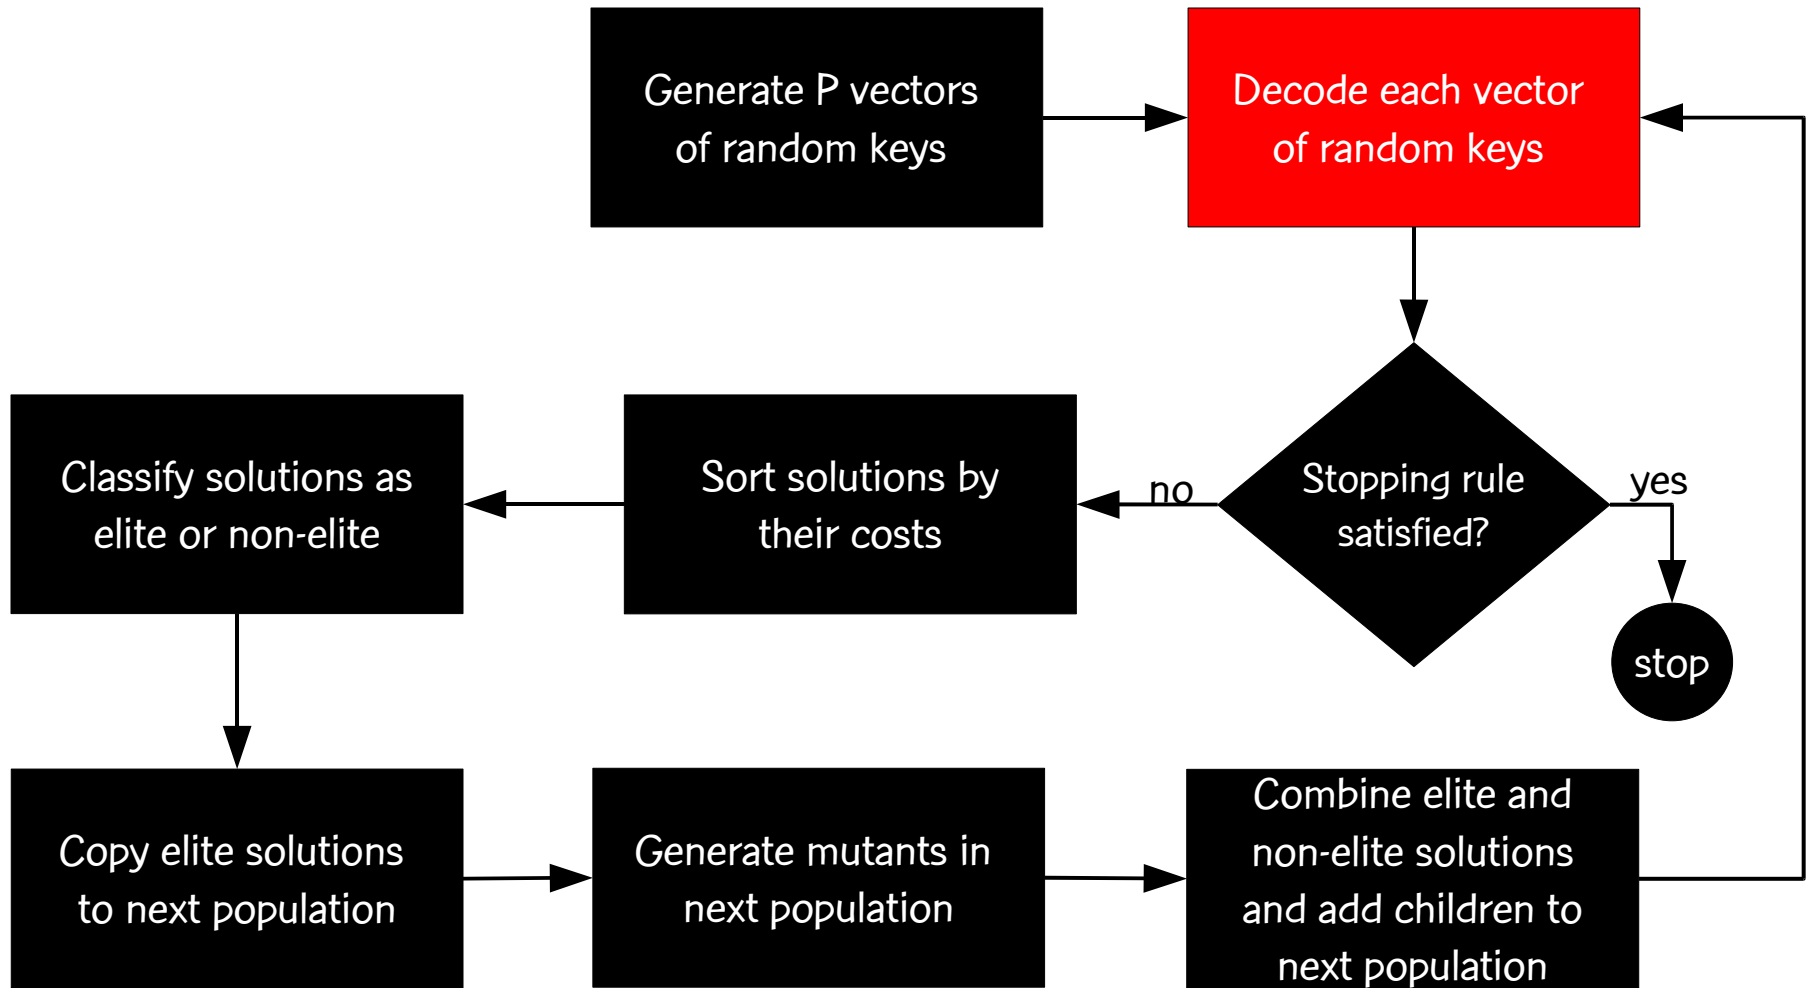 Generate P vectors
of random keys
Decode each vector
of random keys
Classify solutions as
elite or non-elite
Sort solutions by
their costs
no
Stopping rule
satisfied?
yes
stop
Copy elite solutions
to next population
Generate mutants in
next population
Combine elite and
non-elite solutions
and add children to
next population